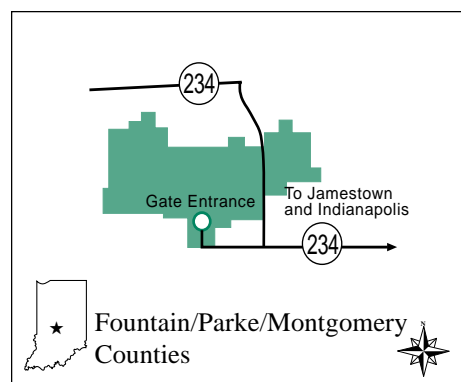 234
Gate Entrance
To Jamestown
and Indianapolis
234
Fountain/Parke/Montgomery
Counties
N